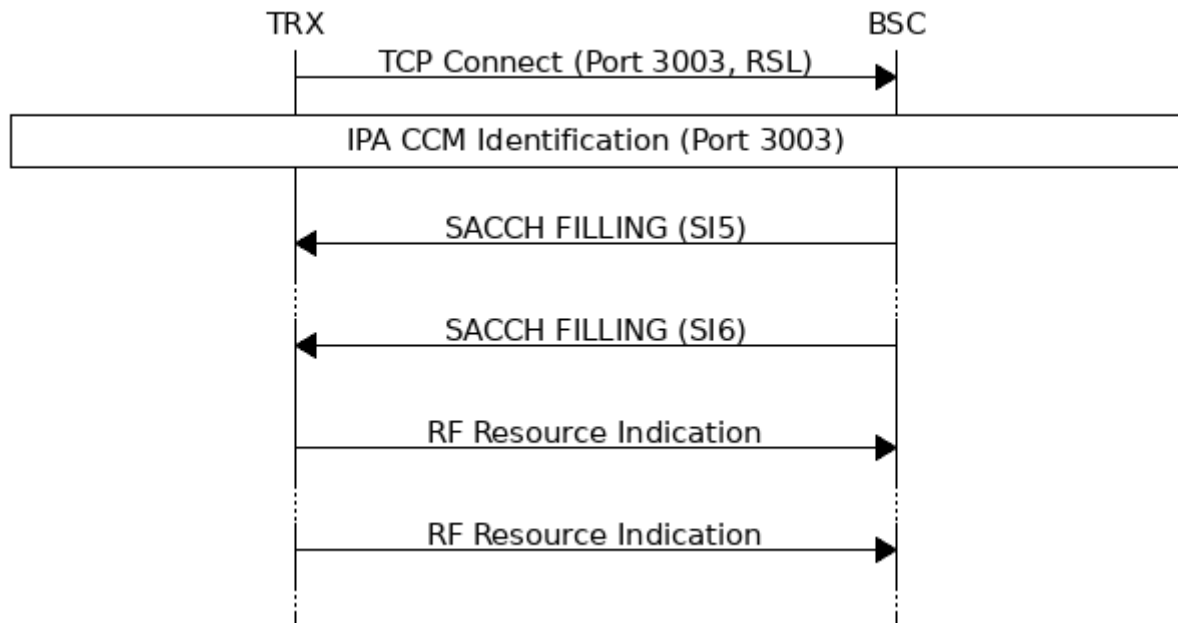 TRX BSC
TCP Connect (Port 3003, RSL)
IPA CCM Identification (Port 3003)
SACCH FILLING (SI5)
SACCH FILLING (SI6)
RF Resource Indication
RF Resource Indication